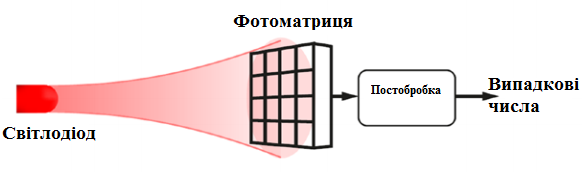 Фотоматриця
Світлодіод
Постобробка
Випадкові
числа